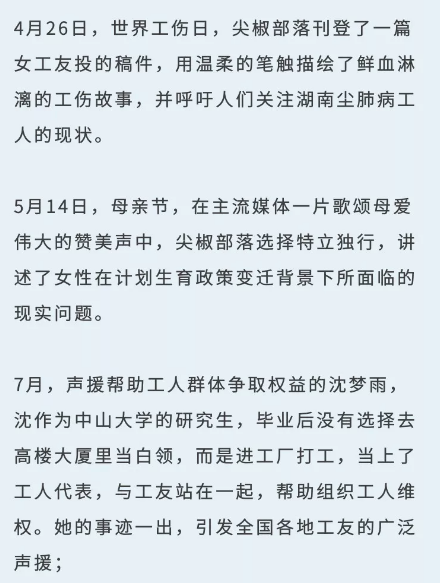 4月26日，世界工伤日，尖椒部落刊登了一篇
女工友投的稿件，用温柔的笔触描绘了鲜血淋
漓的工伤故事，并呼吁人们关注湖南尘肺病工
人的现状。
5月14日，母亲节，在主流媒体一片歌颂母爱
伟大的赞美声中，尖椒部落选择特立独行，讲
述了女性在计划生育政策变迁背景下所面临的
现实问题。
7月，声援帮助工人群体争取权益的沈梦雨，
沈作为中山大学的研究生，毕业后没有选择去
高楼大厦里当白领，而是进工厂打工，当上了
工人代表，与工友站在一起，帮助组织工人维
权。她的事迹一出，引发全国各地工友的广泛
声援；